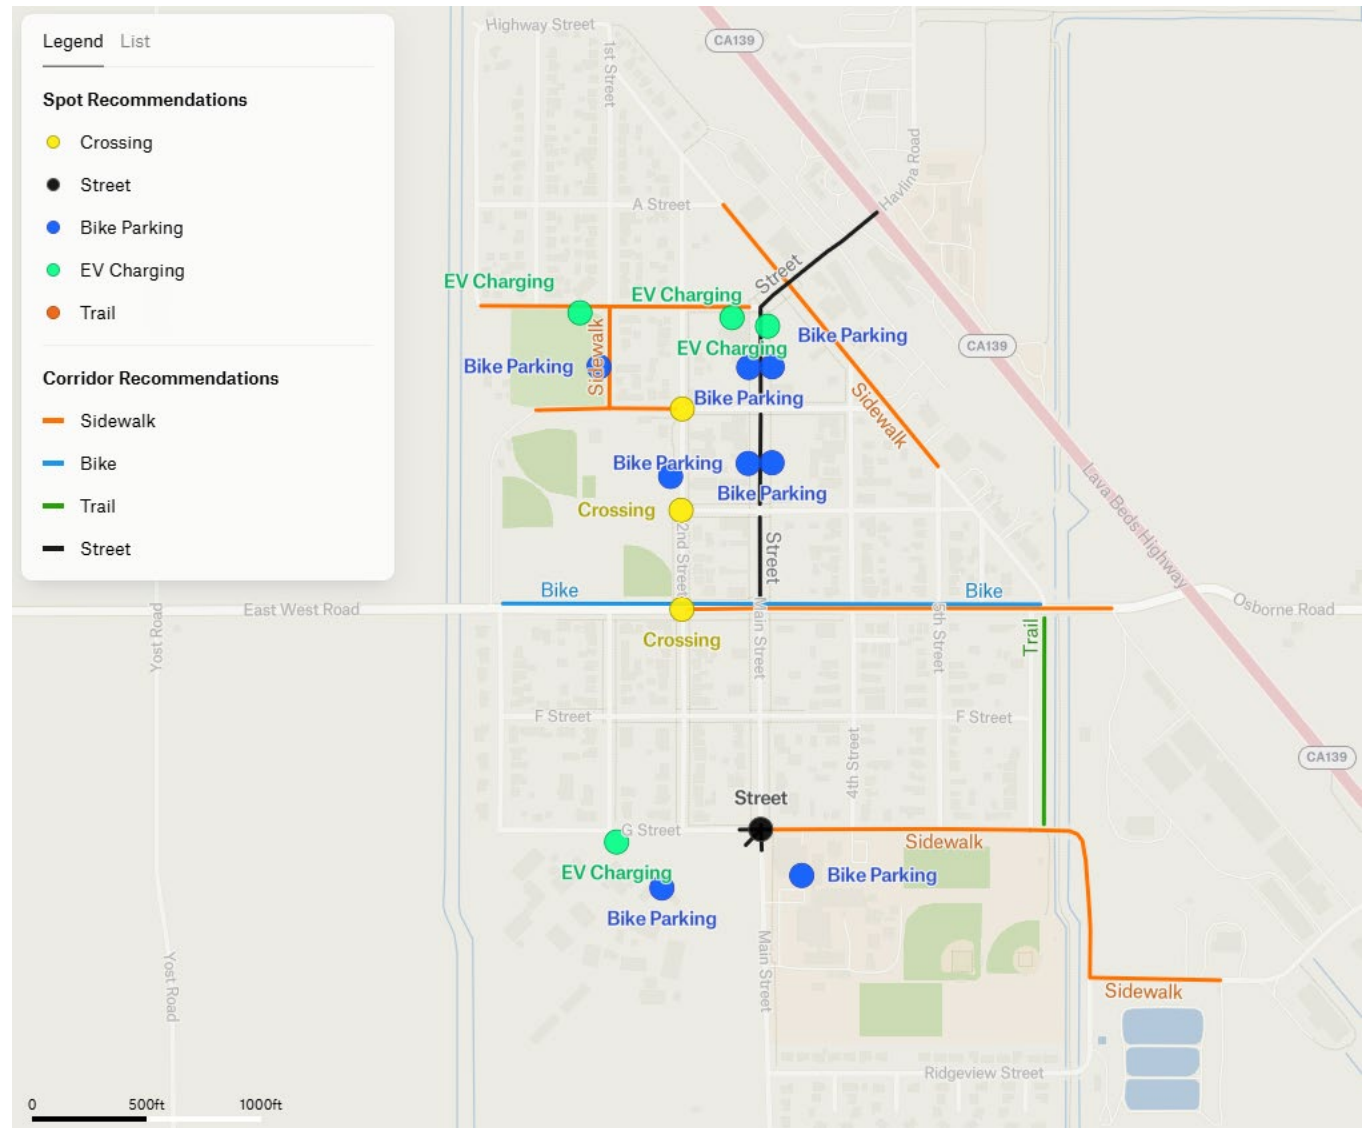 Legend
List
Spot Recommendations
Crossing
Street
Bike Parking
EV Charging
Trail
Corridor Recommendations
Sidewalk
Bike
Trail
Street
Highway Street
1st Street
CA139
Havlina Road
A Street
Street
EV Charging
EV Charging
EV Charging
Bike Parking
CA139
Bike Parking
Sidewalk
Bike Parking
Sidewalk
Bike Parking
Bike Parking
Lava Beds Highway
Crossing
2nd Street
Street
Bike
Bike
East West Road
Osborne Road
Yost Road
Crossing
Main Street
5th Street
Trail
F Street
F Street
4th Street
CA139
Street
G Street
Sidewalk
EV Charging
Bike Parking
Bike Parking
Main Street
Yost Road
Sidewalk
Ridgeview Street
0
500ft
1000ft